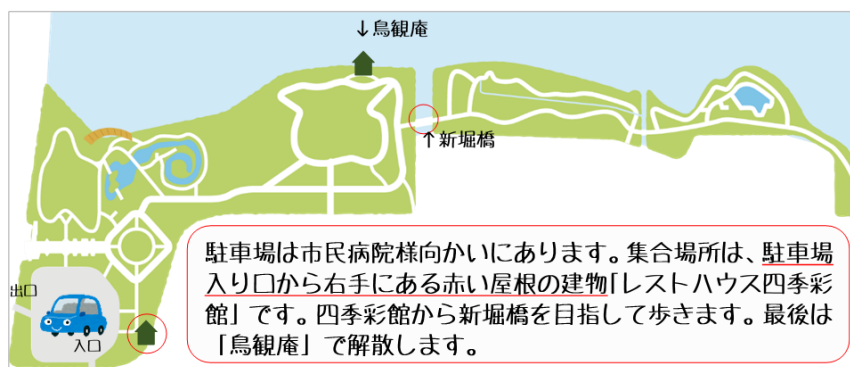 ↓鳥観庵
↑新堀橋
駐車場は市民病院様向かいにあります。集合場所は、駐車場
入り口から右手にある赤い屋根の建物「レストハウス四季彩
館」です。四季彩館から新堀橋を目指して歩きます。最後は
「鳥観庵」で解散します。
出口
入口